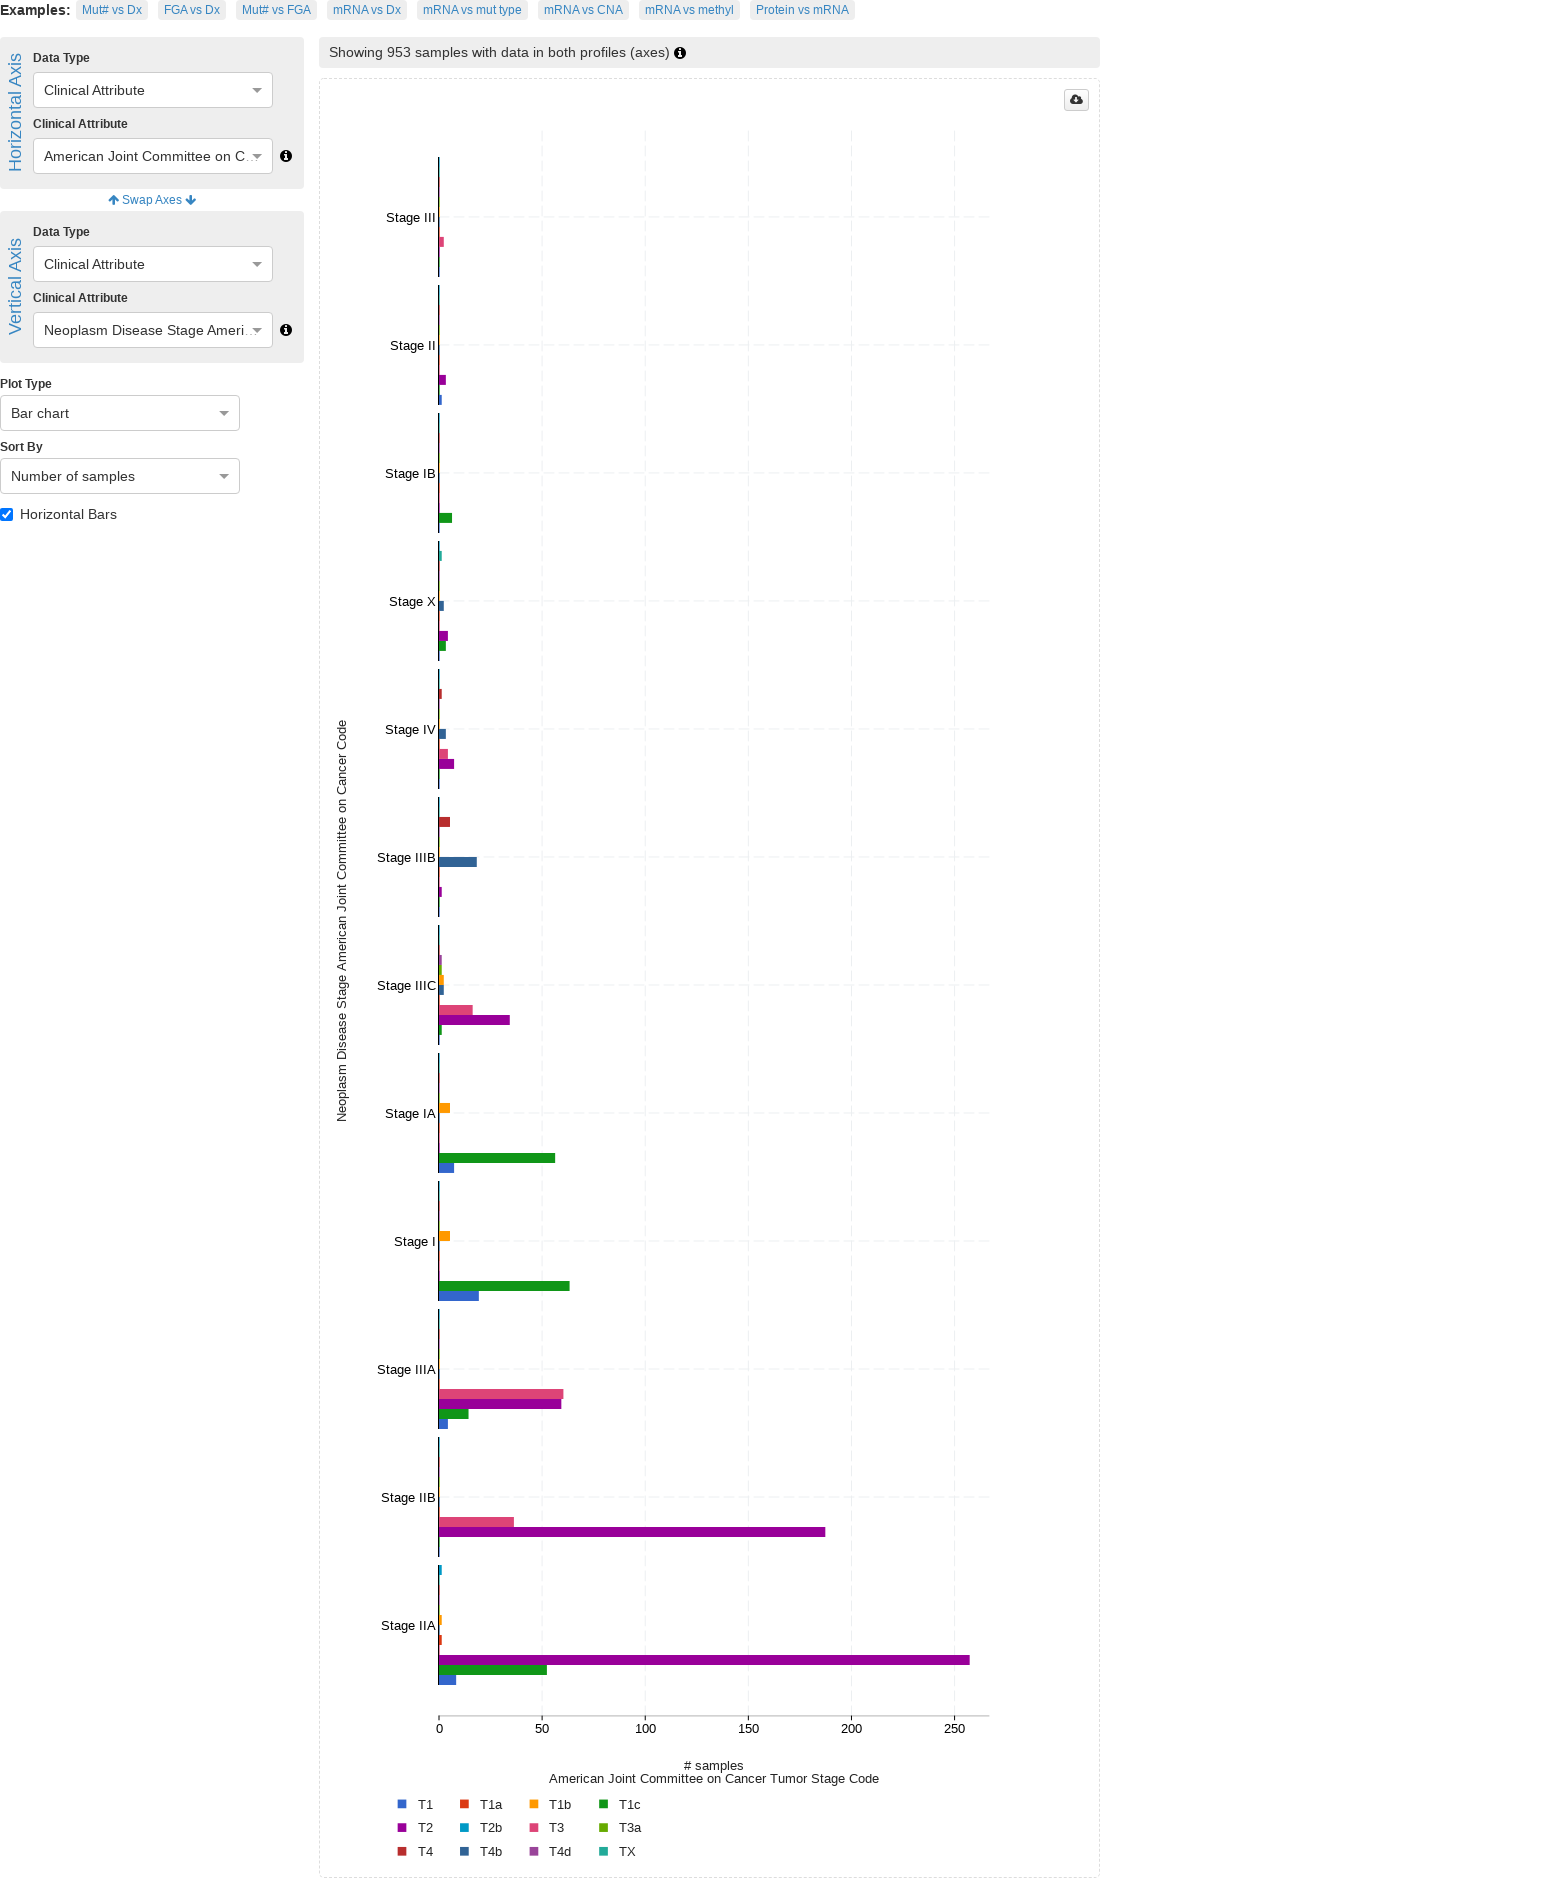 Examples: Mut# vs Dx FGA vs Dx Mut# vs FGA mRNA vs Dx mRNA vs mut type mRNA vs CNA mRNA vs methyl Protein vs mRNA
Horizontal Axis
Data Type
Clinical Attribute
Clinical Attribute
American Joint Committee on C...
Swap Axes
Vertical Axis
Data Type
Clinical Attribute
Clinical Attribute
Neoplasm Disease Stage Ameri...
Plot Type
Bar chart
Sort By
Number of samples
Horizontal Bars
Showing 953 samples with data in both profiles (axes)
Neoplasm Disease Stage American Joint Committee on Cancer Code
Stage III
Stage II
Stage IB
Stage X
Stage IV
Stage IIIB
Stage IIIC
Stage IA
Stage I
Stage IIIA
Stage IIB
Stage IIA
0 50 100 150 200 250
# samples
American Joint Committee on Cancer Tumor Stage Code
T1 T1a T1b T1c
T2 T2b T3 T3a
T4 T4b T4d TX